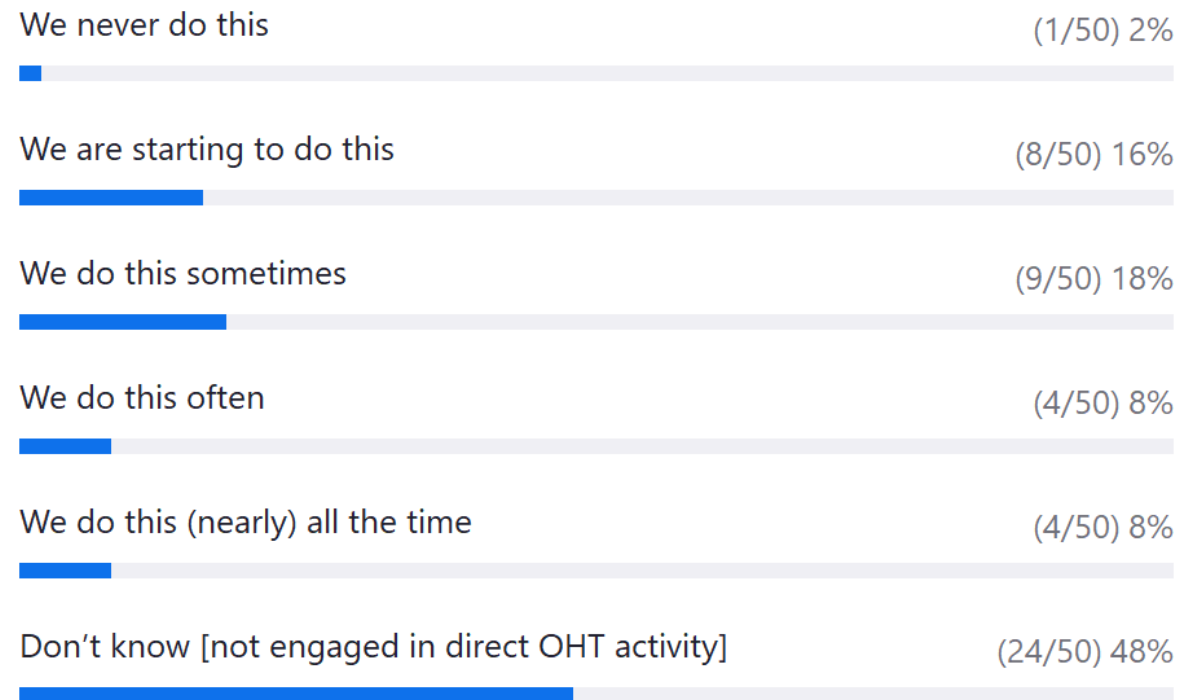 We never do this (1/50) 2%
We are starting to do this (8/50) 16%
We do this sometimes (9/50) 18%
We do this often (4/50) 8%
We do this (nearly) all the time (4/50) 8%
Don’t know [not engaged in direct OHT activity] (24/50) 48%